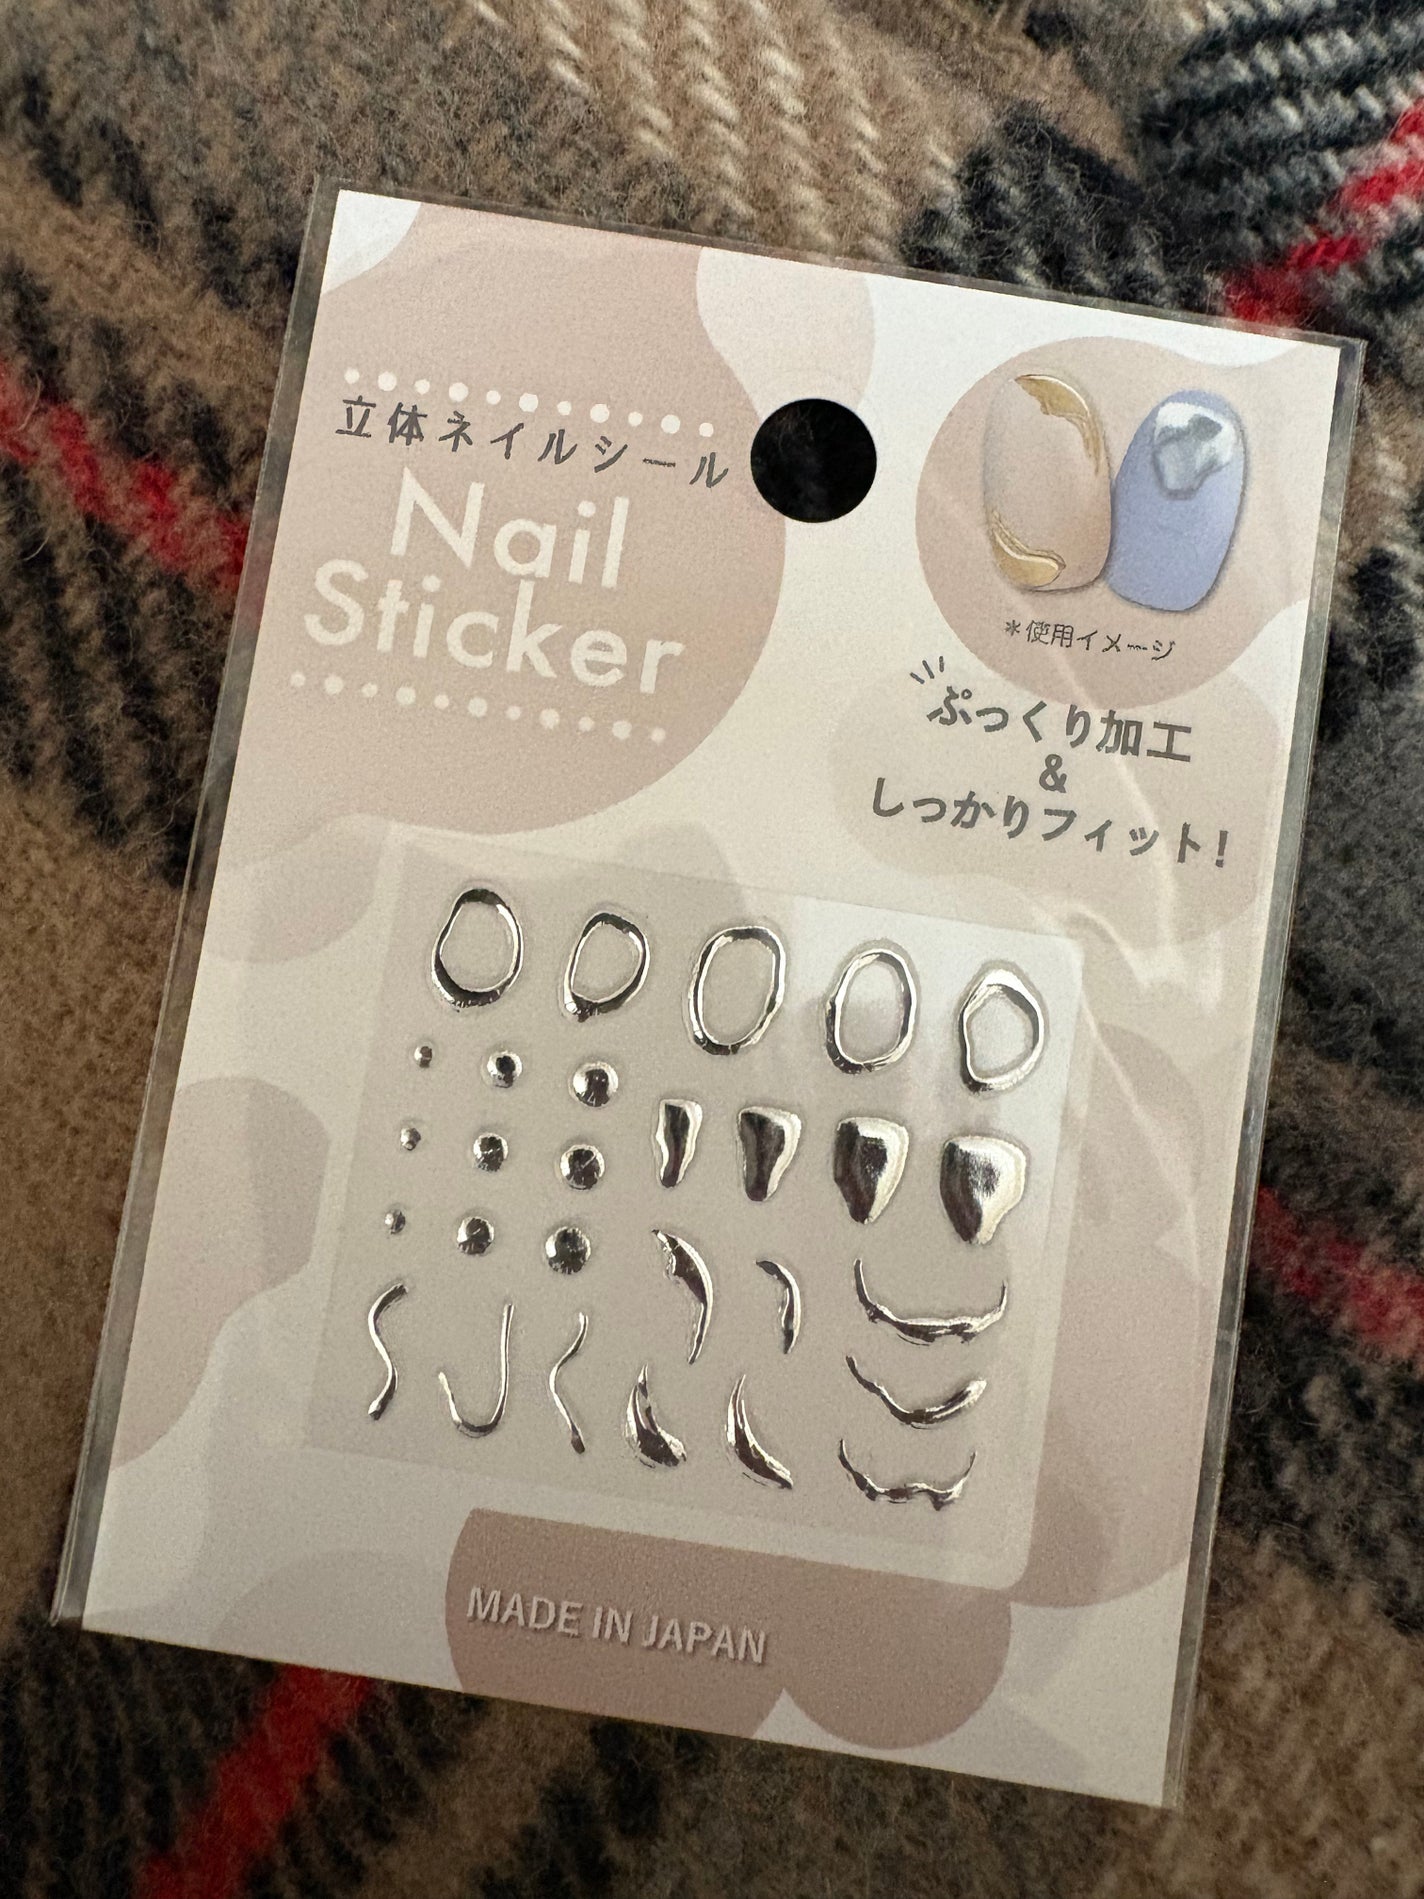 立体ネイルシール
Nail
Sticker
＊使用イメージ
ぷっくり加工
&
しっかりフィット!
MADE IN JAPAN